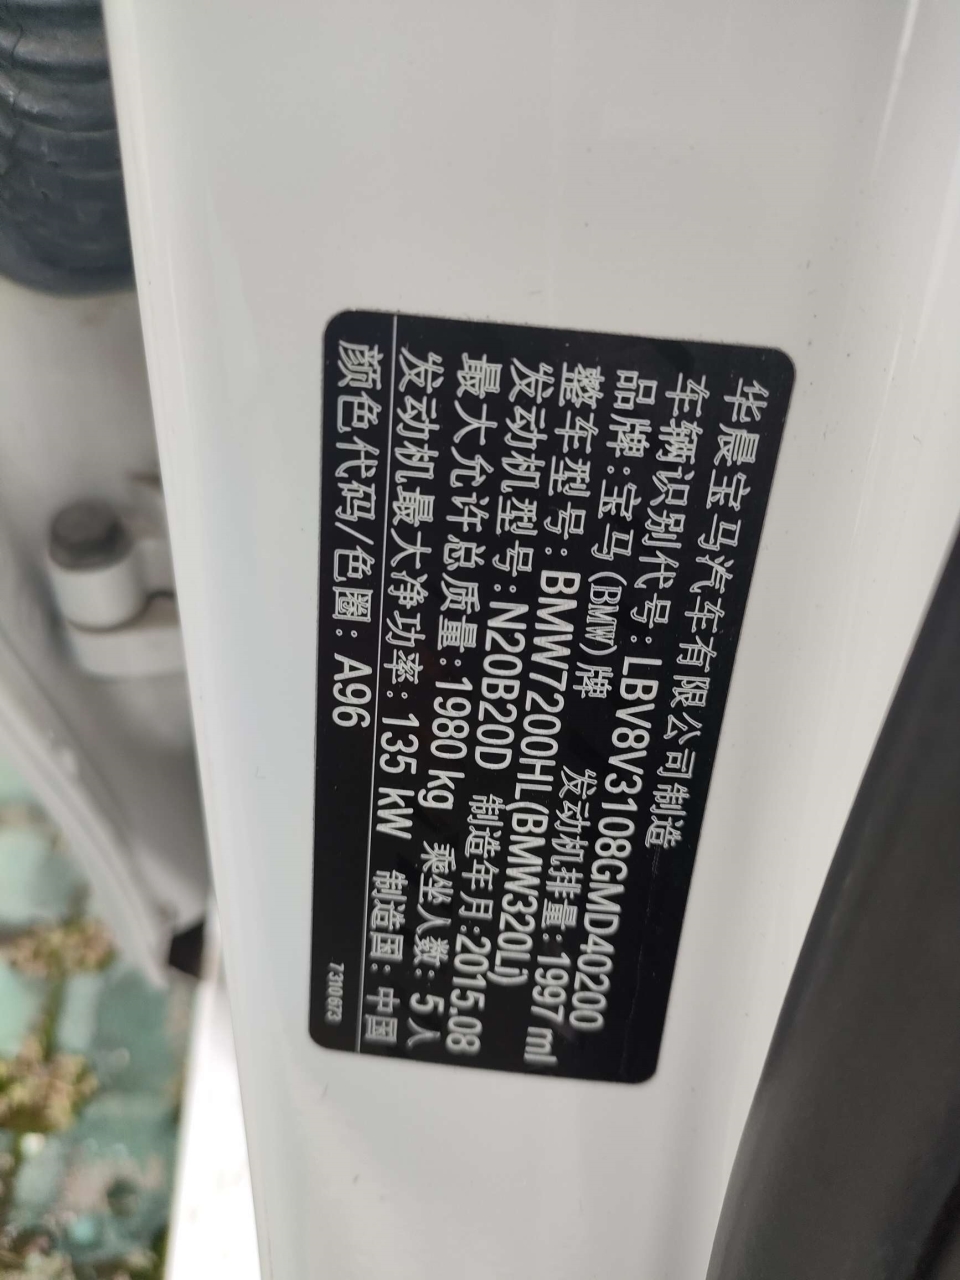 华晨宝马汽车有限公司制造
车辆识别代号：LBV8V3108GMD40200
品牌：宝马(BMW)牌 发动机排量：1997 ml
整车型号：BMW7200HL(BMW320Li)
发动机型号：N20B20D 制造年月：2015.08
最大允许总质量：1980 kg 乘坐人数：5人
发动机最大净功率：135 kW 制造国：中国
颜色代码/色圈：A96
7310673